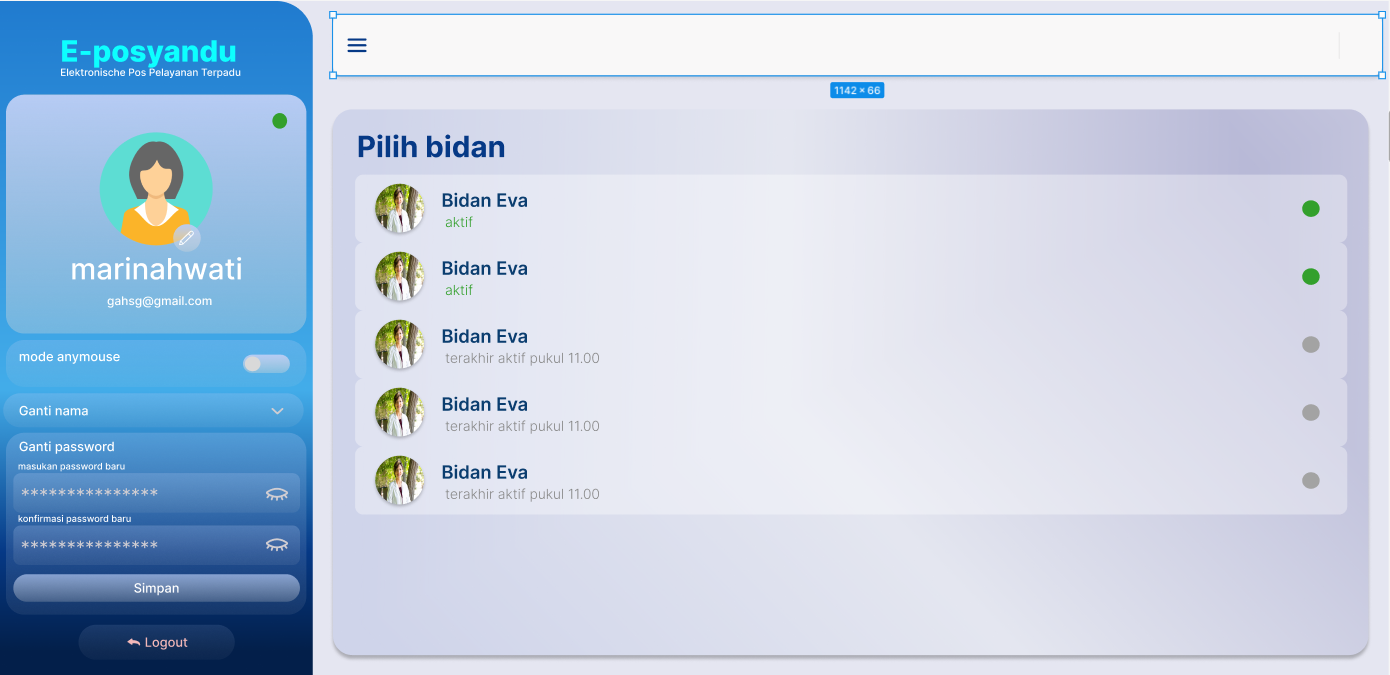 E-posyandu
Elektronische Pos Pelayanan Terpadu
marinahwati
gahsg@gmail.com
mode anymouse
Ganti nama
Ganti password
masukan password baru
***************
konfirmasi password baru
***************
Simpan
Logout
1142 × 66
Pilih bidan
Bidan Eva
aktif
Bidan Eva
aktif
Bidan Eva
terakhir aktif pukul 11.00
Bidan Eva
terakhir aktif pukul 11.00
Bidan Eva
terakhir aktif pukul 11.00